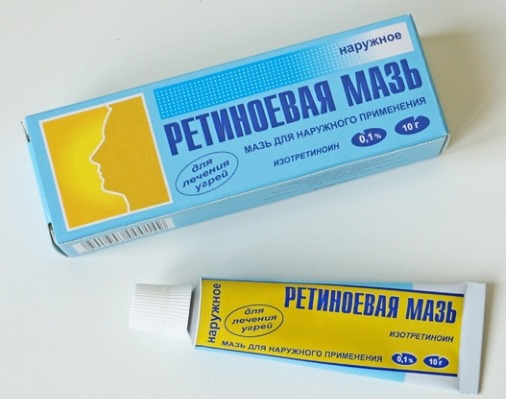 наружное
РЕТИНОЕВАЯ МАЗЬ
МАЗЬ ДЛЯ НАРУЖНОГО ПРИМЕНЕНИЯ
для
лечения
угрей
ИЗОТРЕТИНОИН
0,1%
10 г
наружное
РЕТИНОЕВАЯ МАЗЬ
для
лечения
угрей
ИЗОТРЕТИНОИН
МАЗЬ ДЛЯ НАРУЖНОГО ПРИМЕНЕНИЯ
0,1%
10 г